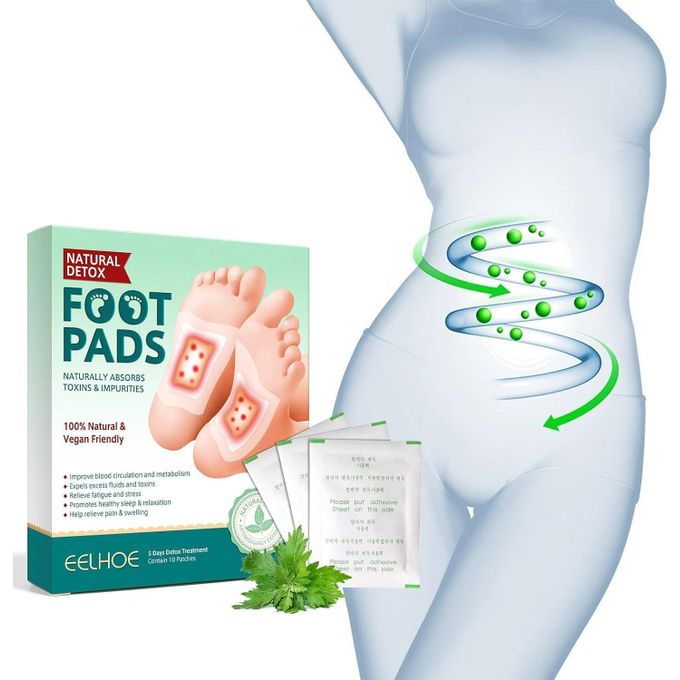 NATURAL
DETOX
FOOT
PADS
NATURALLY ABSORBS
TOXINS & IMPURITIES
100% Natural &
Vegan Friendly
• Improve blood circulation and metabolism
• Expels excess fluids and toxins
• Relieve fatigue and stress
• Promotes healthy sleep & relaxation
• Help relieve pain & swelling
EELHOE
5 Days Detox Treatment
Contain 10 Patches
NATURAL
Please put adhesive
Sheet on this side.
Please put adhesive
Sheet on this side.